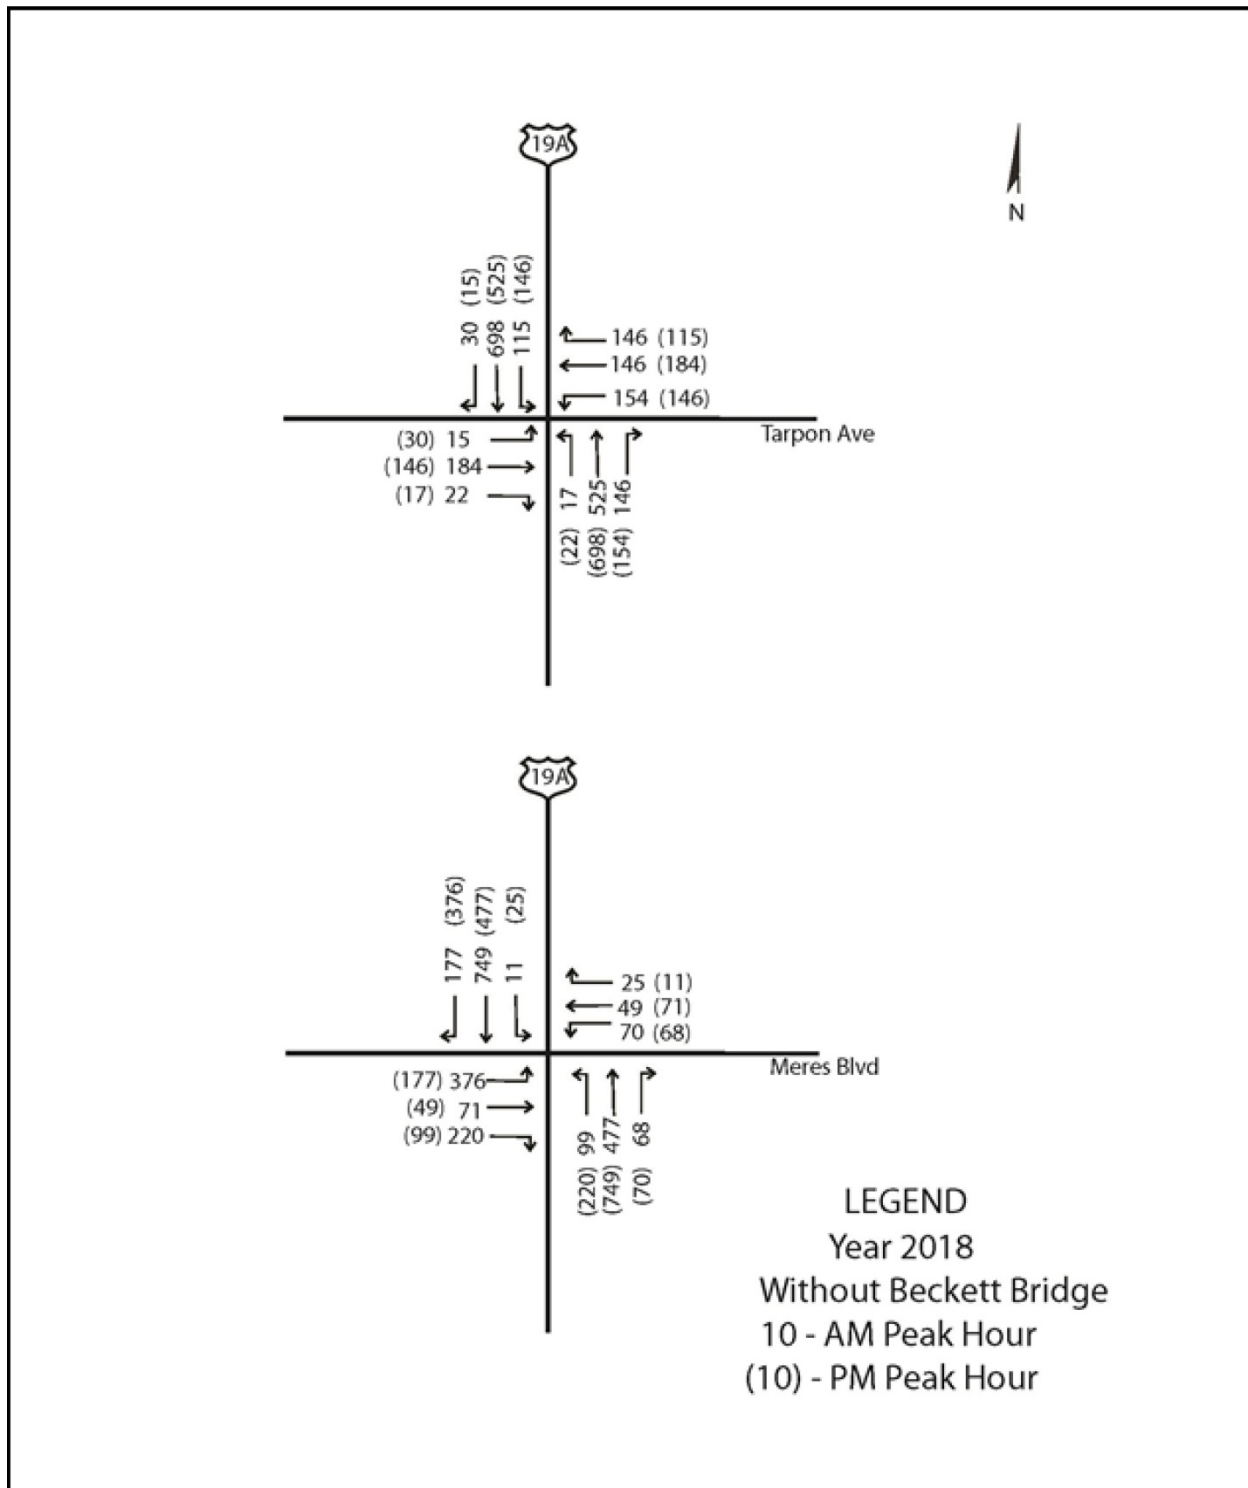 19A
N
30 (15)
698 (525)
115 (146)
146 (115)
146 (184)
154 (146)
Tarpon Ave
(30) 15
(146) 184
(17) 22
(22) 17
(698) 525
(154) 146
19A
177 (376)
749 (477)
11 (25)
25 (11)
49 (71)
70 (68)
Meres Blvd
(177) 376
(49) 71
(99) 220
(220) 99
(749) 477
(70) 68
LEGEND
Year 2018
Without Beckett Bridge
10 - AM Peak Hour
(10) - PM Peak Hour